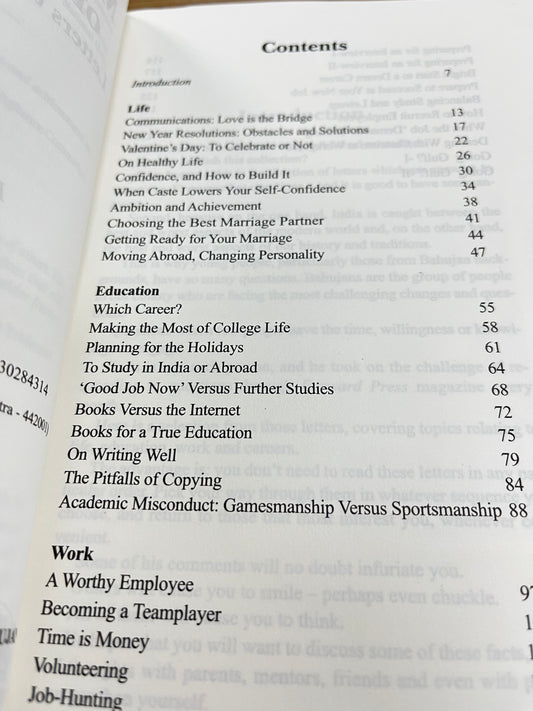 Contents
Introduction 7
Life
Communications: Love is the Bridge 13
New Year Resolutions: Obstacles and Solutions 17
Valentine's Day: To Celebrate or Not 22
On Healthy Life 26
Confidence, and How to Build It 30
When Caste Lowers Your Self-Confidence 34
Ambition and Achievement 38
Choosing the Best Marriage Partner 41
Getting Ready for Your Marriage 44
Moving Abroad, Changing Personality 47
Education
Which Career? 55
Making the Most of College Life 58
Planning for the Holidays 61
To Study in India or Abroad 64
'Good Job Now' Versus Further Studies 68
Books Versus the Internet 72
Books for a True Education 75
On Writing Well 79
The Pitfalls of Copying 84
Academic Misconduct: Gamesmanship Versus Sportsmanship 88
Work
A Worthy Employee 97
Becoming a Teamplayer 1
Time is Money 1
Volunteering
Job-Hunting
30284314
tra - 442001)